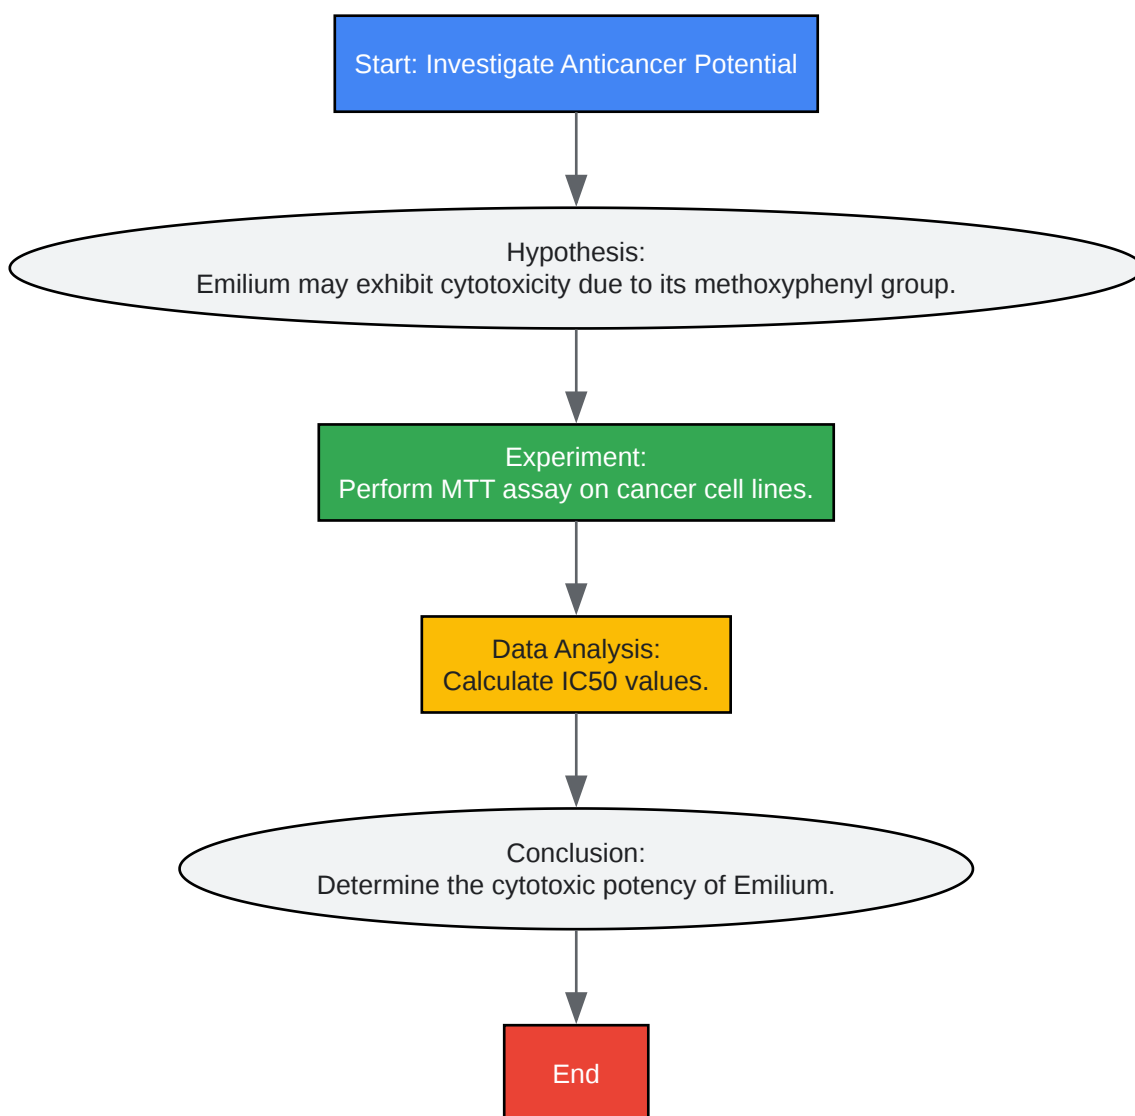 Start: Investigate Anticancer Potential
Hypothesis:
Emilium may exhibit cytotoxicity due to its methoxyphenyl group.
Experiment:
Perform MTT assay on cancer cell lines.
Data Analysis:
Calculate IC50 values.
Conclusion:
Determine the cytotoxic potency of Emilium.
End